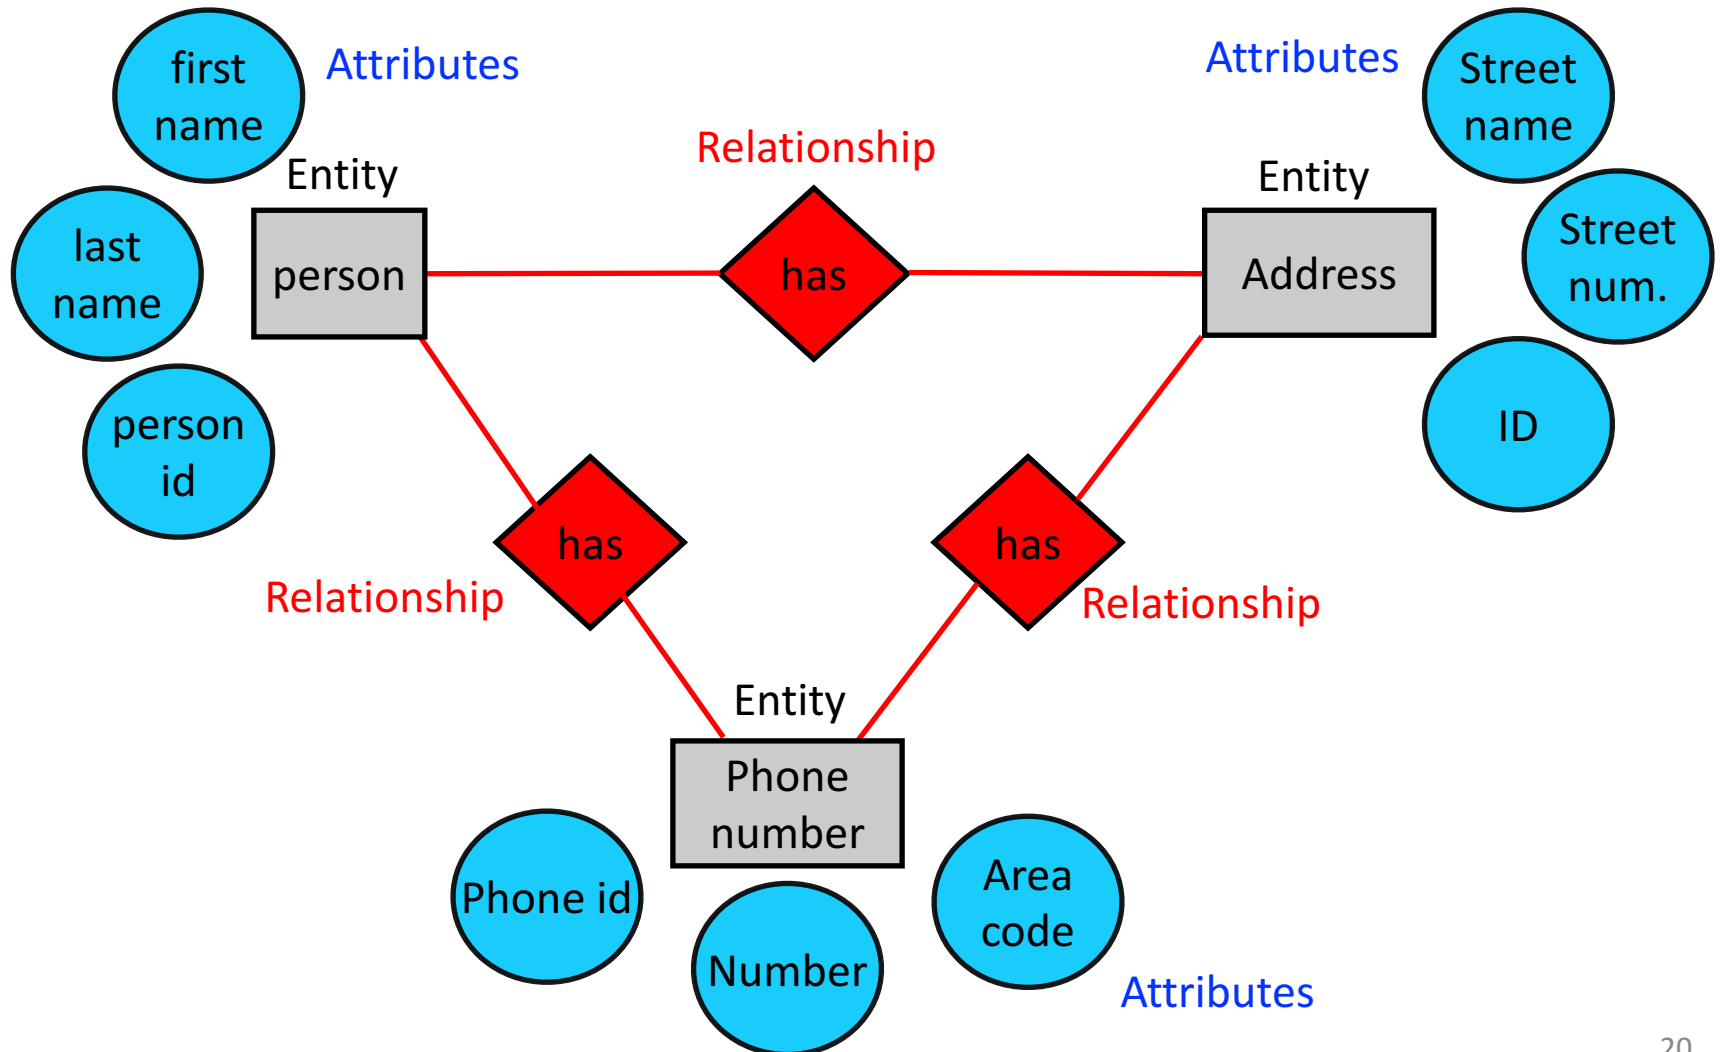 first
name
Attributes
Attributes
Street
name
Relationship
Entity
Entity
last
name
person
has
Address
Street
num.
person
id
ID
has
has
Relationship
Relationship
Entity
Phone
number
Phone id
Number
Area
code
Attributes
20